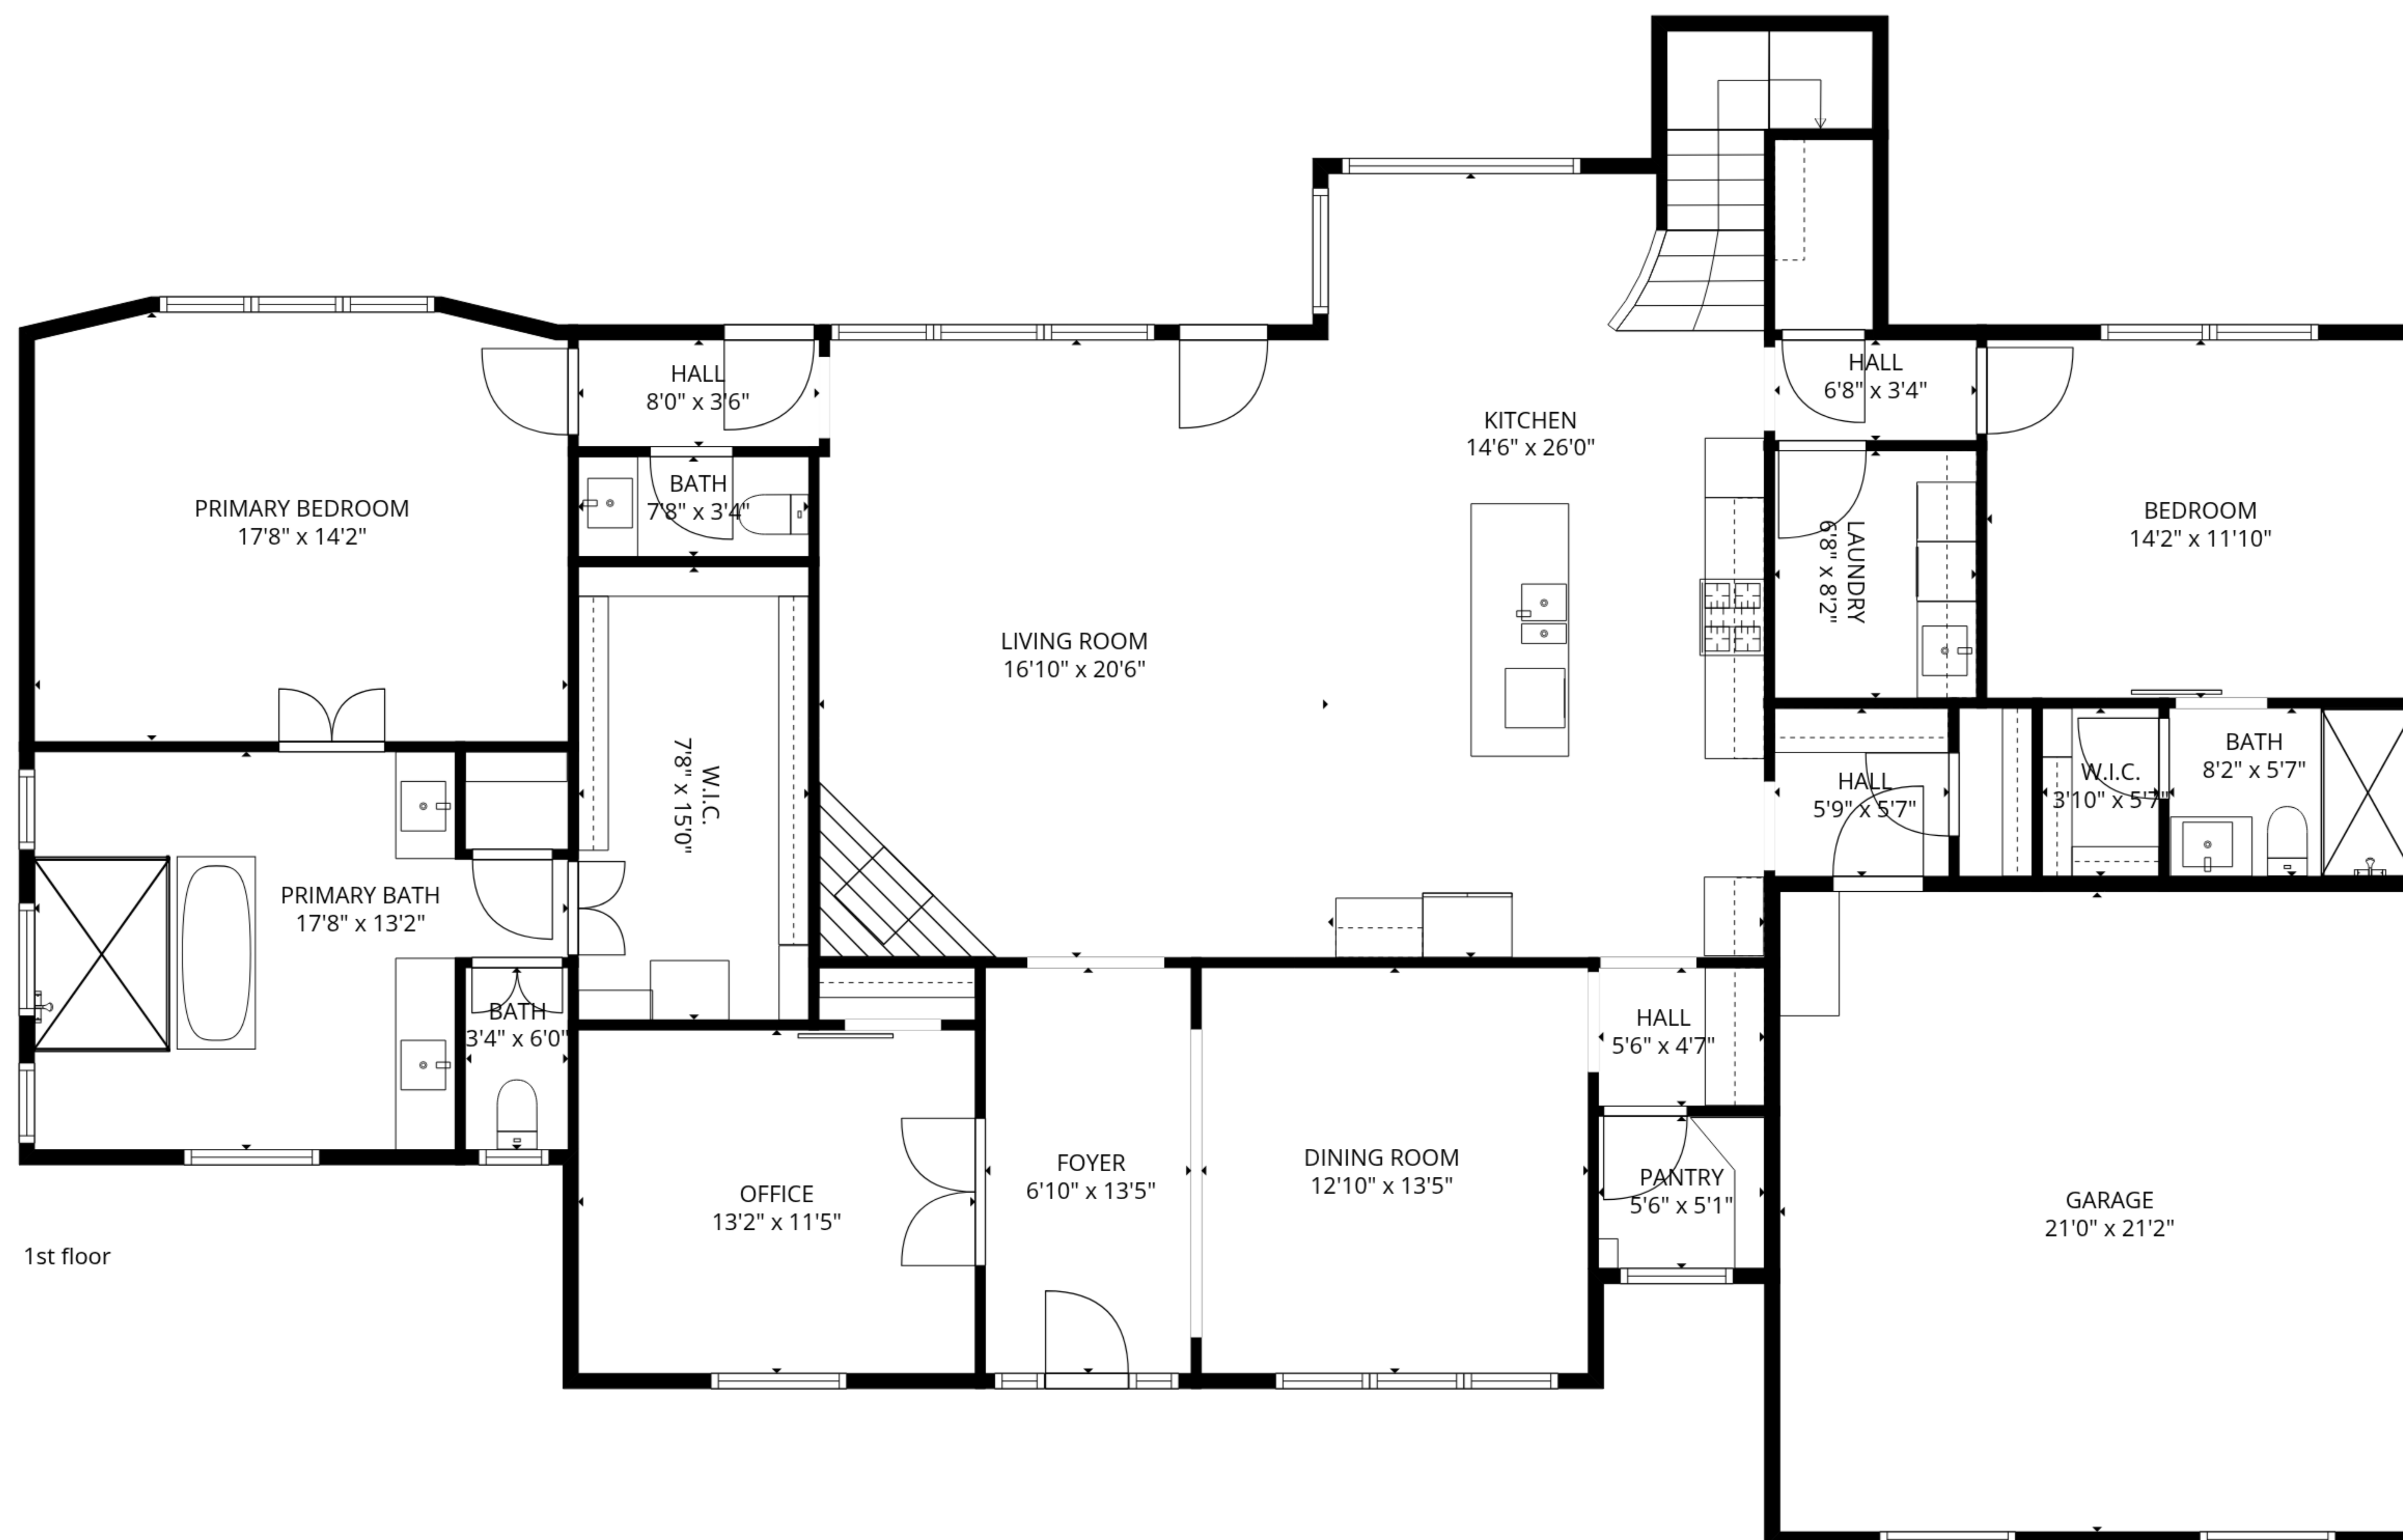 HALL
8'0" x 3'6"
HALL
6'8" x 3'4"
KITCHEN
14'6" x 26'0"
BATH
7'8" x 3'4"
PRIMARY BEDROOM
17'8" x 14'2"
BEDROOM
14'2" x 11'10"
LAUNDRY
6'8" x 8'2"
LIVING ROOM
16'10" x 20'6"
W.I.C.
7'8" x 15'0"
BATH
8'2" x 5'7"
W.I.C.
3'10" x 5'7"
HALL
5'9" x 5'7"
PRIMARY BATH
17'8" x 13'2"
BATH
3'4" x 6'0"
HALL
5'6" x 4'7"
FOYER
6'10" x 13'5"
DINING ROOM
12'10" x 13'5"
PANTRY
5'6" x 5'1"
OFFICE
13'2" x 11'5"
GARAGE
21'0" x 21'2"
1st floor